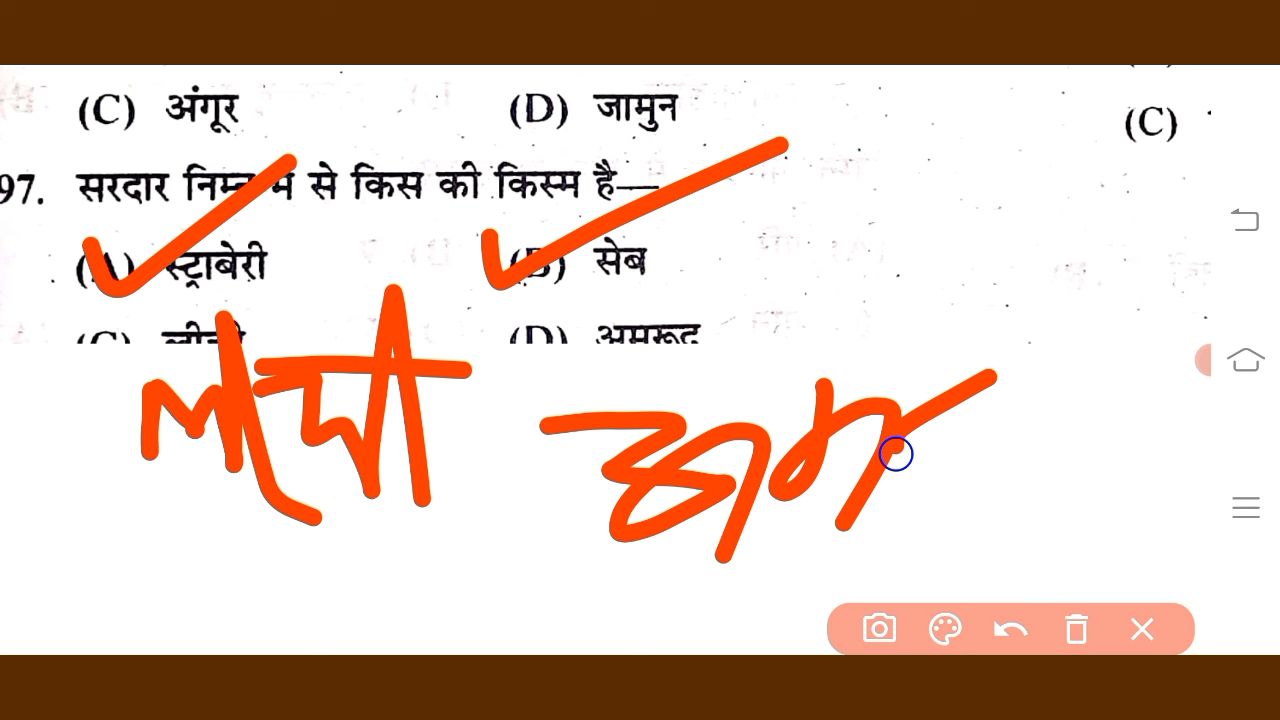 (C) अंगूर (D) जामुन
(C)
97. सरदार निम्न में से किस की किस्म है—
(A) स्ट्राबेरी (B) सेब
(C) लीची (D) अमरूद